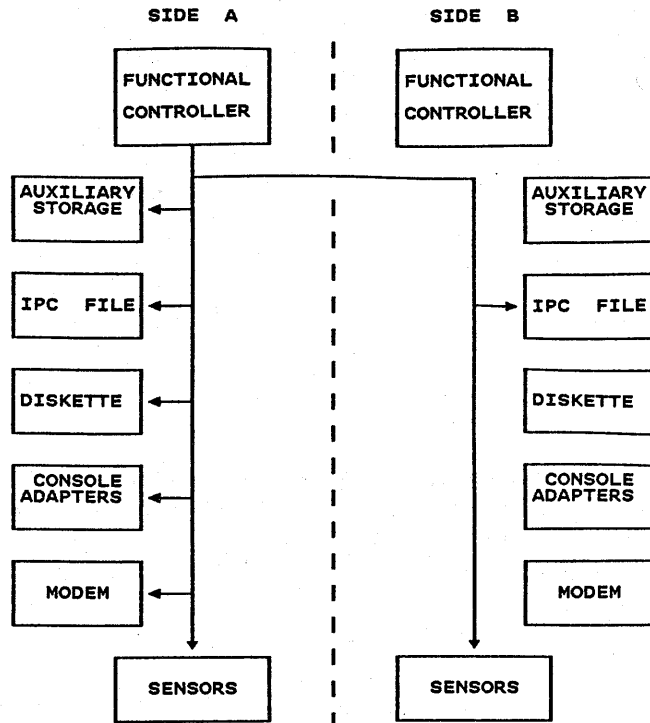 SIDE A
SIDE B
FUNCTIONAL
CONTROLLER
FUNCTIONAL
CONTROLLER
AUXILIARY
STORAGE
AUXILIARY
STORAGE
IPC FILE
IPC FILE
DISKETTE
DISKETTE
CONSOLE
ADAPTERS
CONSOLE
ADAPTERS
MODEM
MODEM
SENSORS
SENSORS